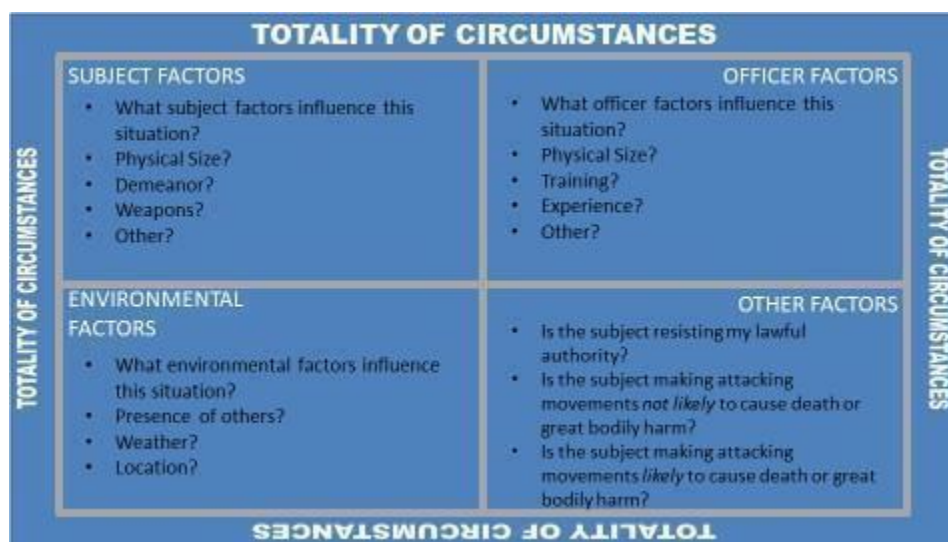 TOTALITY OF CIRCUMSTANCES
SUBJECT FACTORS
• What subject factors influence this
situation?
• Physical Size?
• Demeanor?
• Weapons?
• Other?
OFFICER FACTORS
• What officer factors influence this
situation?
• Physical Size?
• Training?
• Experience?
• Other?
ENVIRONMENTAL
FACTORS
• What environmental factors influence
this situation?
• Presence of others?
• Weather?
• Location?
OTHER FACTORS
• Is the subject resisting my lawful
authority?
• Is the subject making attacking
movements not likely to cause death or
great bodily harm?
• Is the subject making attacking
movements likely to cause death or great
bodily harm?
TOTALITY OF CIRCUMSTANCES
TOTALITY OF CIRCUMSTANCES
TOTALITY OF CIRCUMSTANCES